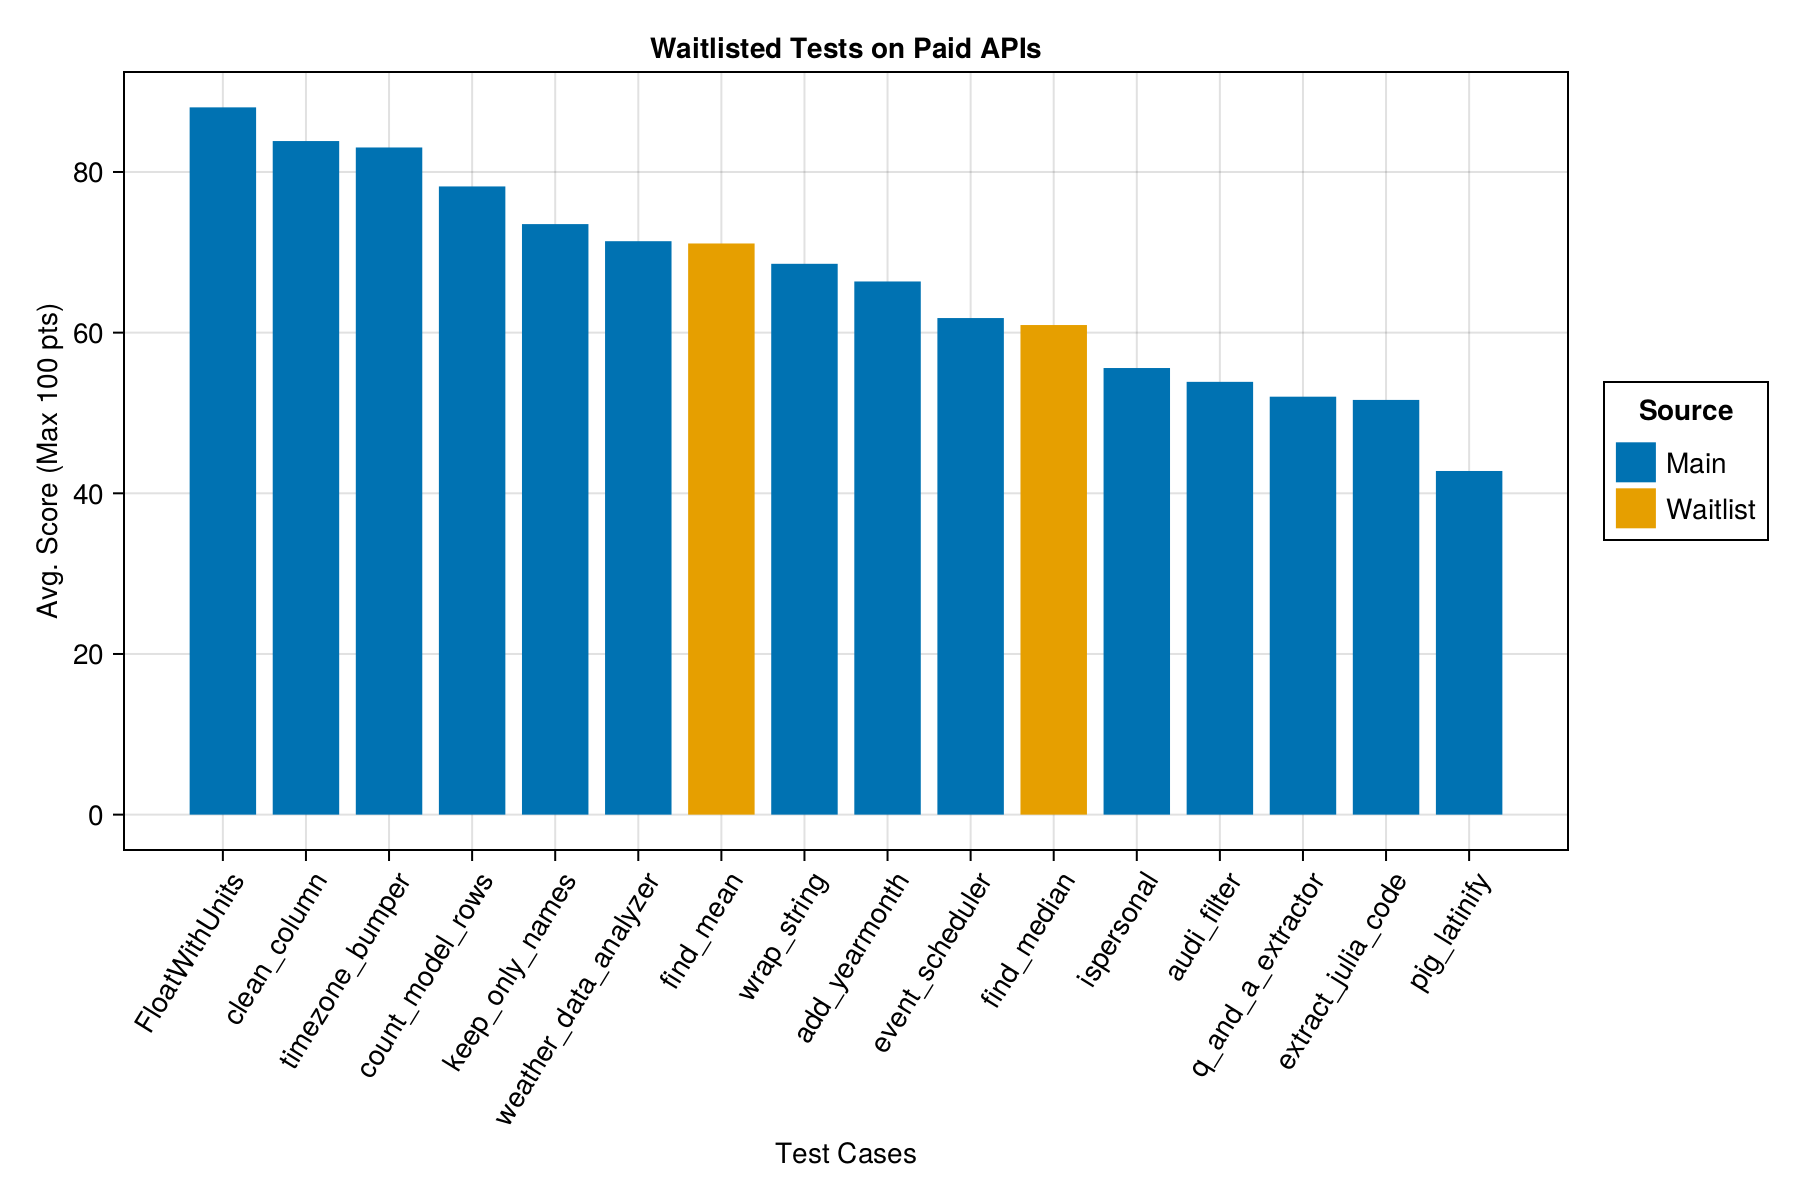 Waitlisted Tests on Paid APIs
Avg. Score (Max 100 pts)
80
60
40
20
0
FloatWithUnits
clean_column
timezone_bumper
count_model_rows
keep_only_names
weather_data_analyzer
find_mean
wrap_string
add_yearmonth
event_scheduler
find_median
ispersonal
audi_filter
q_and_a_extractor
extract_julia_code
pig_latinify
Test Cases
Source
Main
Waitlist